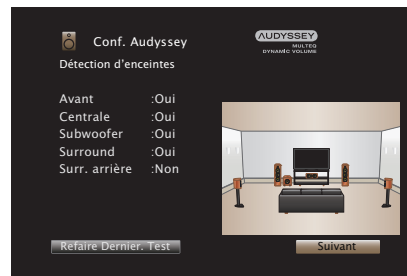 Conf. Audyssey
AUDYSSEY
MULTEQ
DYNAMIC VOLUME
Détection d'enceintes
Avant :Oui
Centrale :Oui
Subwoofer :Oui
Surround :Oui
Surr. arrière :Non
Refaire Dernier. Test
Suivant